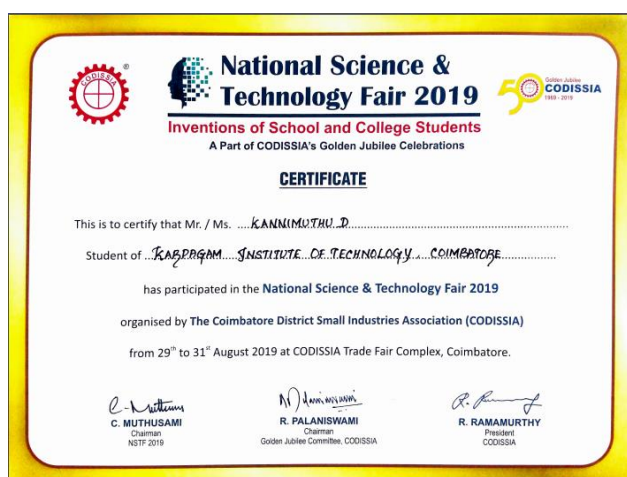 CODISSIA
®
National Science &
Technology Fair 2019
Inventions of School and College Students
A Part of CODISSIA's Golden Jubilee Celebrations
50
Golden Jubilee
CODISSIA
1969 - 2019
CERTIFICATE
This is to certify that Mr. / Ms. KANNIMUTHU D
Student of KARPAGAM INSTITUTE OF TECHNOLOGY, COIMBATORE
has participated in the National Science & Technology Fair 2019
organised by The Coimbatore District Small Industries Association (CODISSIA)
from 29th to 31st August 2019 at CODISSIA Trade Fair Complex, Coimbatore.
C. MUTHUSAMI
Chairman
NSTF 2019
R. PALANISWAMI
Chairman
Golden Jubilee Committee, CODISSIA
R. RAMAMURTHY
President
CODISSIA